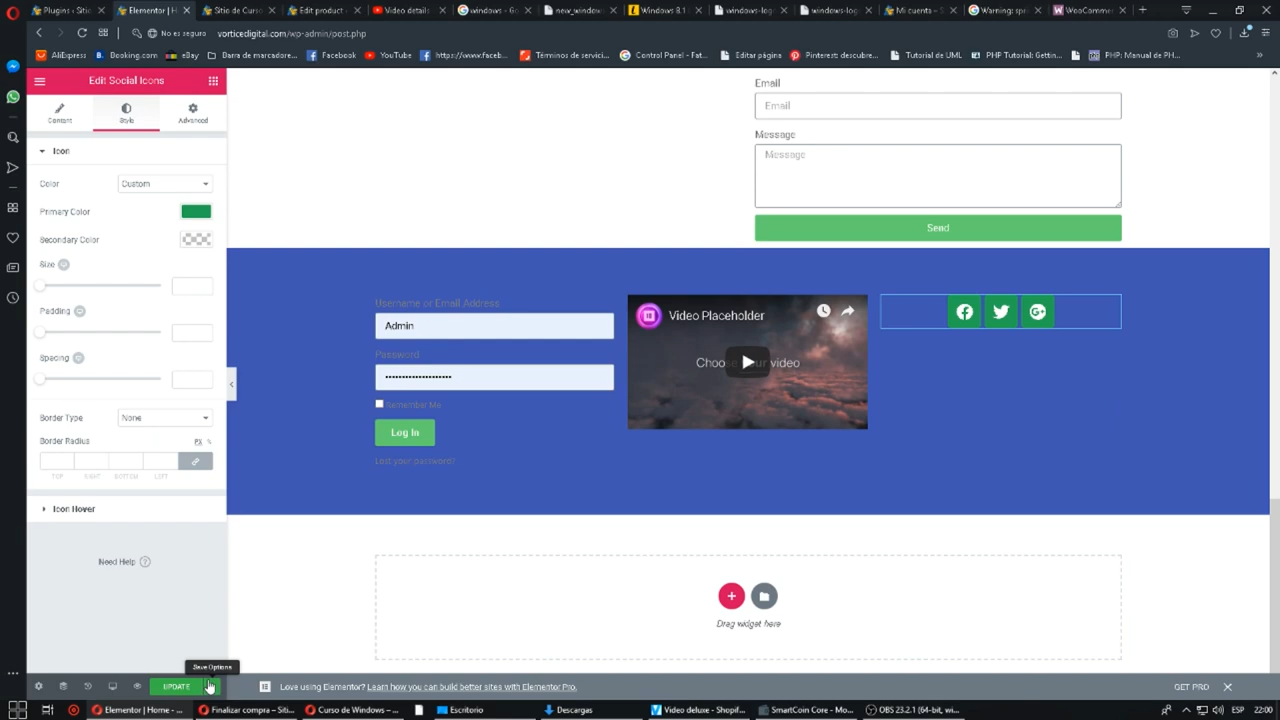 Plugins ‹ Sitio
Elementor | H
Sitio de Curso
Edit product
Video details
windows - Go
new_window
Windows 8.1
windows-log
windows-log
Mi cuenta – S
Warning: spr
WooComme
No es seguro
vorticedigital.com/wp-admin/post.php
AliExpress
Booking.com
eBay
Barra de marcadore...
Facebook
YouTube
https://www.faceb...
Términos de servici...
Control Panel - Fat...
Editar página
Pinterest: descubre...
Tutorial de UML
PHP Tutorial: Gettin...
PHP: Manual de PH...
Edit Social Icons
Content
Style
Advanced
Icon
Color
Custom
Primary Color
Secondary Color
Size
Padding
Spacing
Border Type
None
Border Radius
PX %
TOP RIGHT BOTTOM LEFT
Icon Hover
Need Help
Save Options
UPDATE
Email
Email
Message
Message
Send
Username or Email Address
Admin
Password
Remember Me
Log In
Lost your password?
Video Placeholder
Choose your video
Drag widget here
Love using Elementor? Learn how you can build better sites with Elementor Pro.
GET PRO
Elementor | Home - ...
Finalizar compra – Siti...
Curso de Windows –...
Escritorio
Descargas
Video deluxe - Shopif...
SmartCoin Core - Mo...
OBS 23.2.1 (64-bit, wi...
ESP
22:00